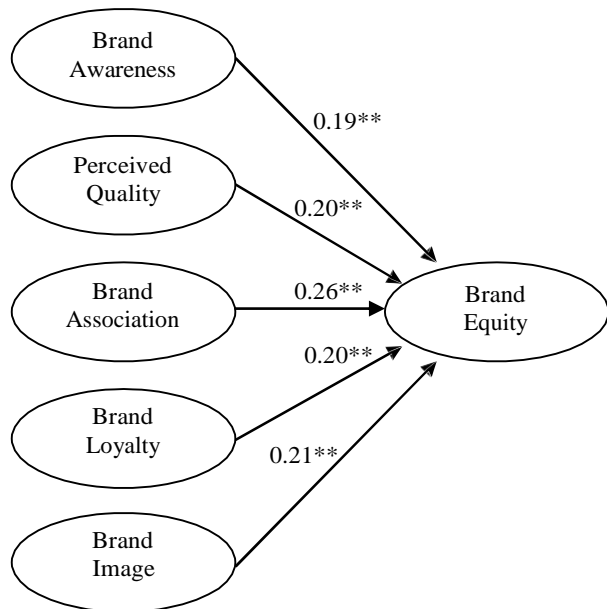 Brand
Awareness
0.19**
Perceived
Quality
0.20**
Brand
Association
0.26**
Brand
Equity
Brand
Loyalty
0.20**
Brand
Image
0.21**